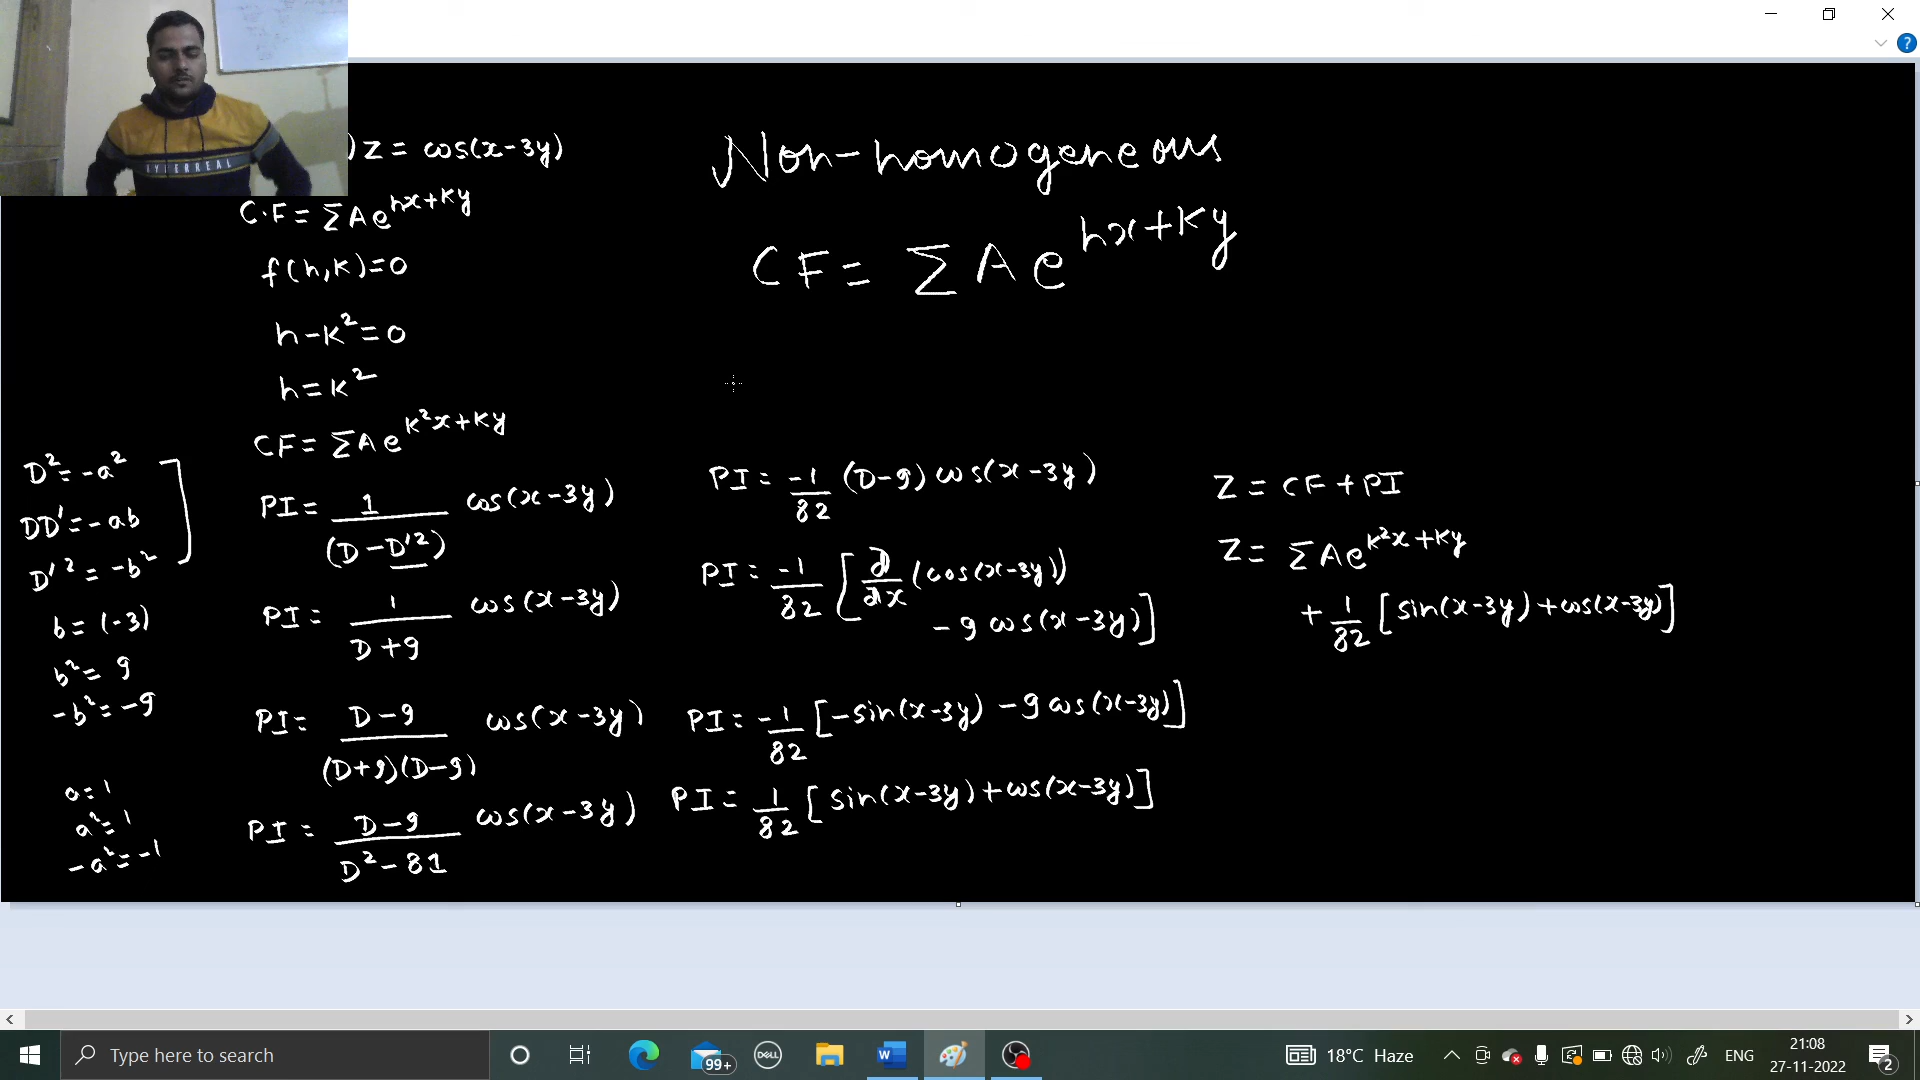 )Z = cos(x-3y)
C.F = ΣAe^{hx+Ky}
f(h,K)=0
h-K²=0
h=K²
CF= ΣAe^{K²x+Ky}
PI= 1/(D-D'²) cos(x-3y)
PI= 1/D+9 cos(x-3y)
PI= D-9/(D+9)(D-9) cos(x-3y)
PI= D-9/D²-81 cos(x-3y)
D²=-a²
DD'=-ab
D'²=-b²
b=(-3)
b²= 9
-b²=-9
a=1
a²=1
-a²=-1
Non-homogeneous
CF= ΣAe^{hx+Ky}
PI= -1/82 (D-9) cos(x-3y)
PI= -1/82 [∂/∂x (cos(x-3y))
-9 cos(x-3y)]
PI= -1/82 [-sin(x-3y) -9 cos(x-3y)]
PI= 1/82 [sin(x-3y)+cos(x-3y)]
Z = CF+PI
Z= ΣAe^{K²x+Ky}
+ 1/82 [sin(x-3y)+cos(x-3y)]
Type here to search
99+
DELL
W
18°C Haze
ENG
21:08
27-11-2022
2
?